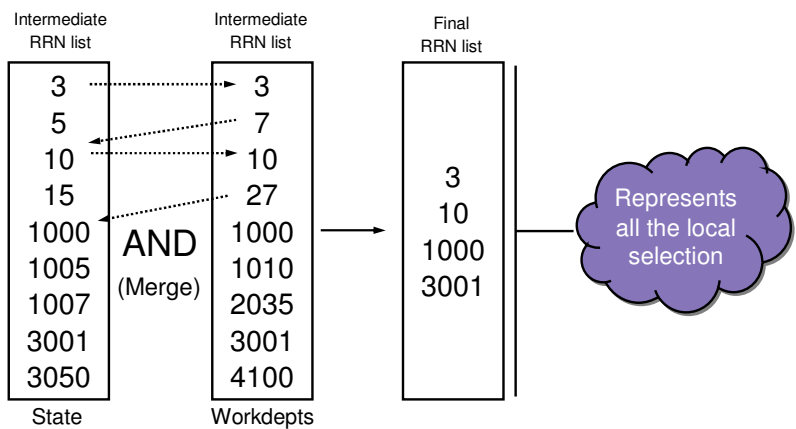 Intermediate
RRN list
3
5
10
15
1000
1005
1007
3001
3050
State
AND
(Merge)
Intermediate
RRN list
3
7
10
27
1000
1010
2035
3001
4100
Workdepts
Final
RRN list
3
10
1000
3001
Represents
all the local
selection